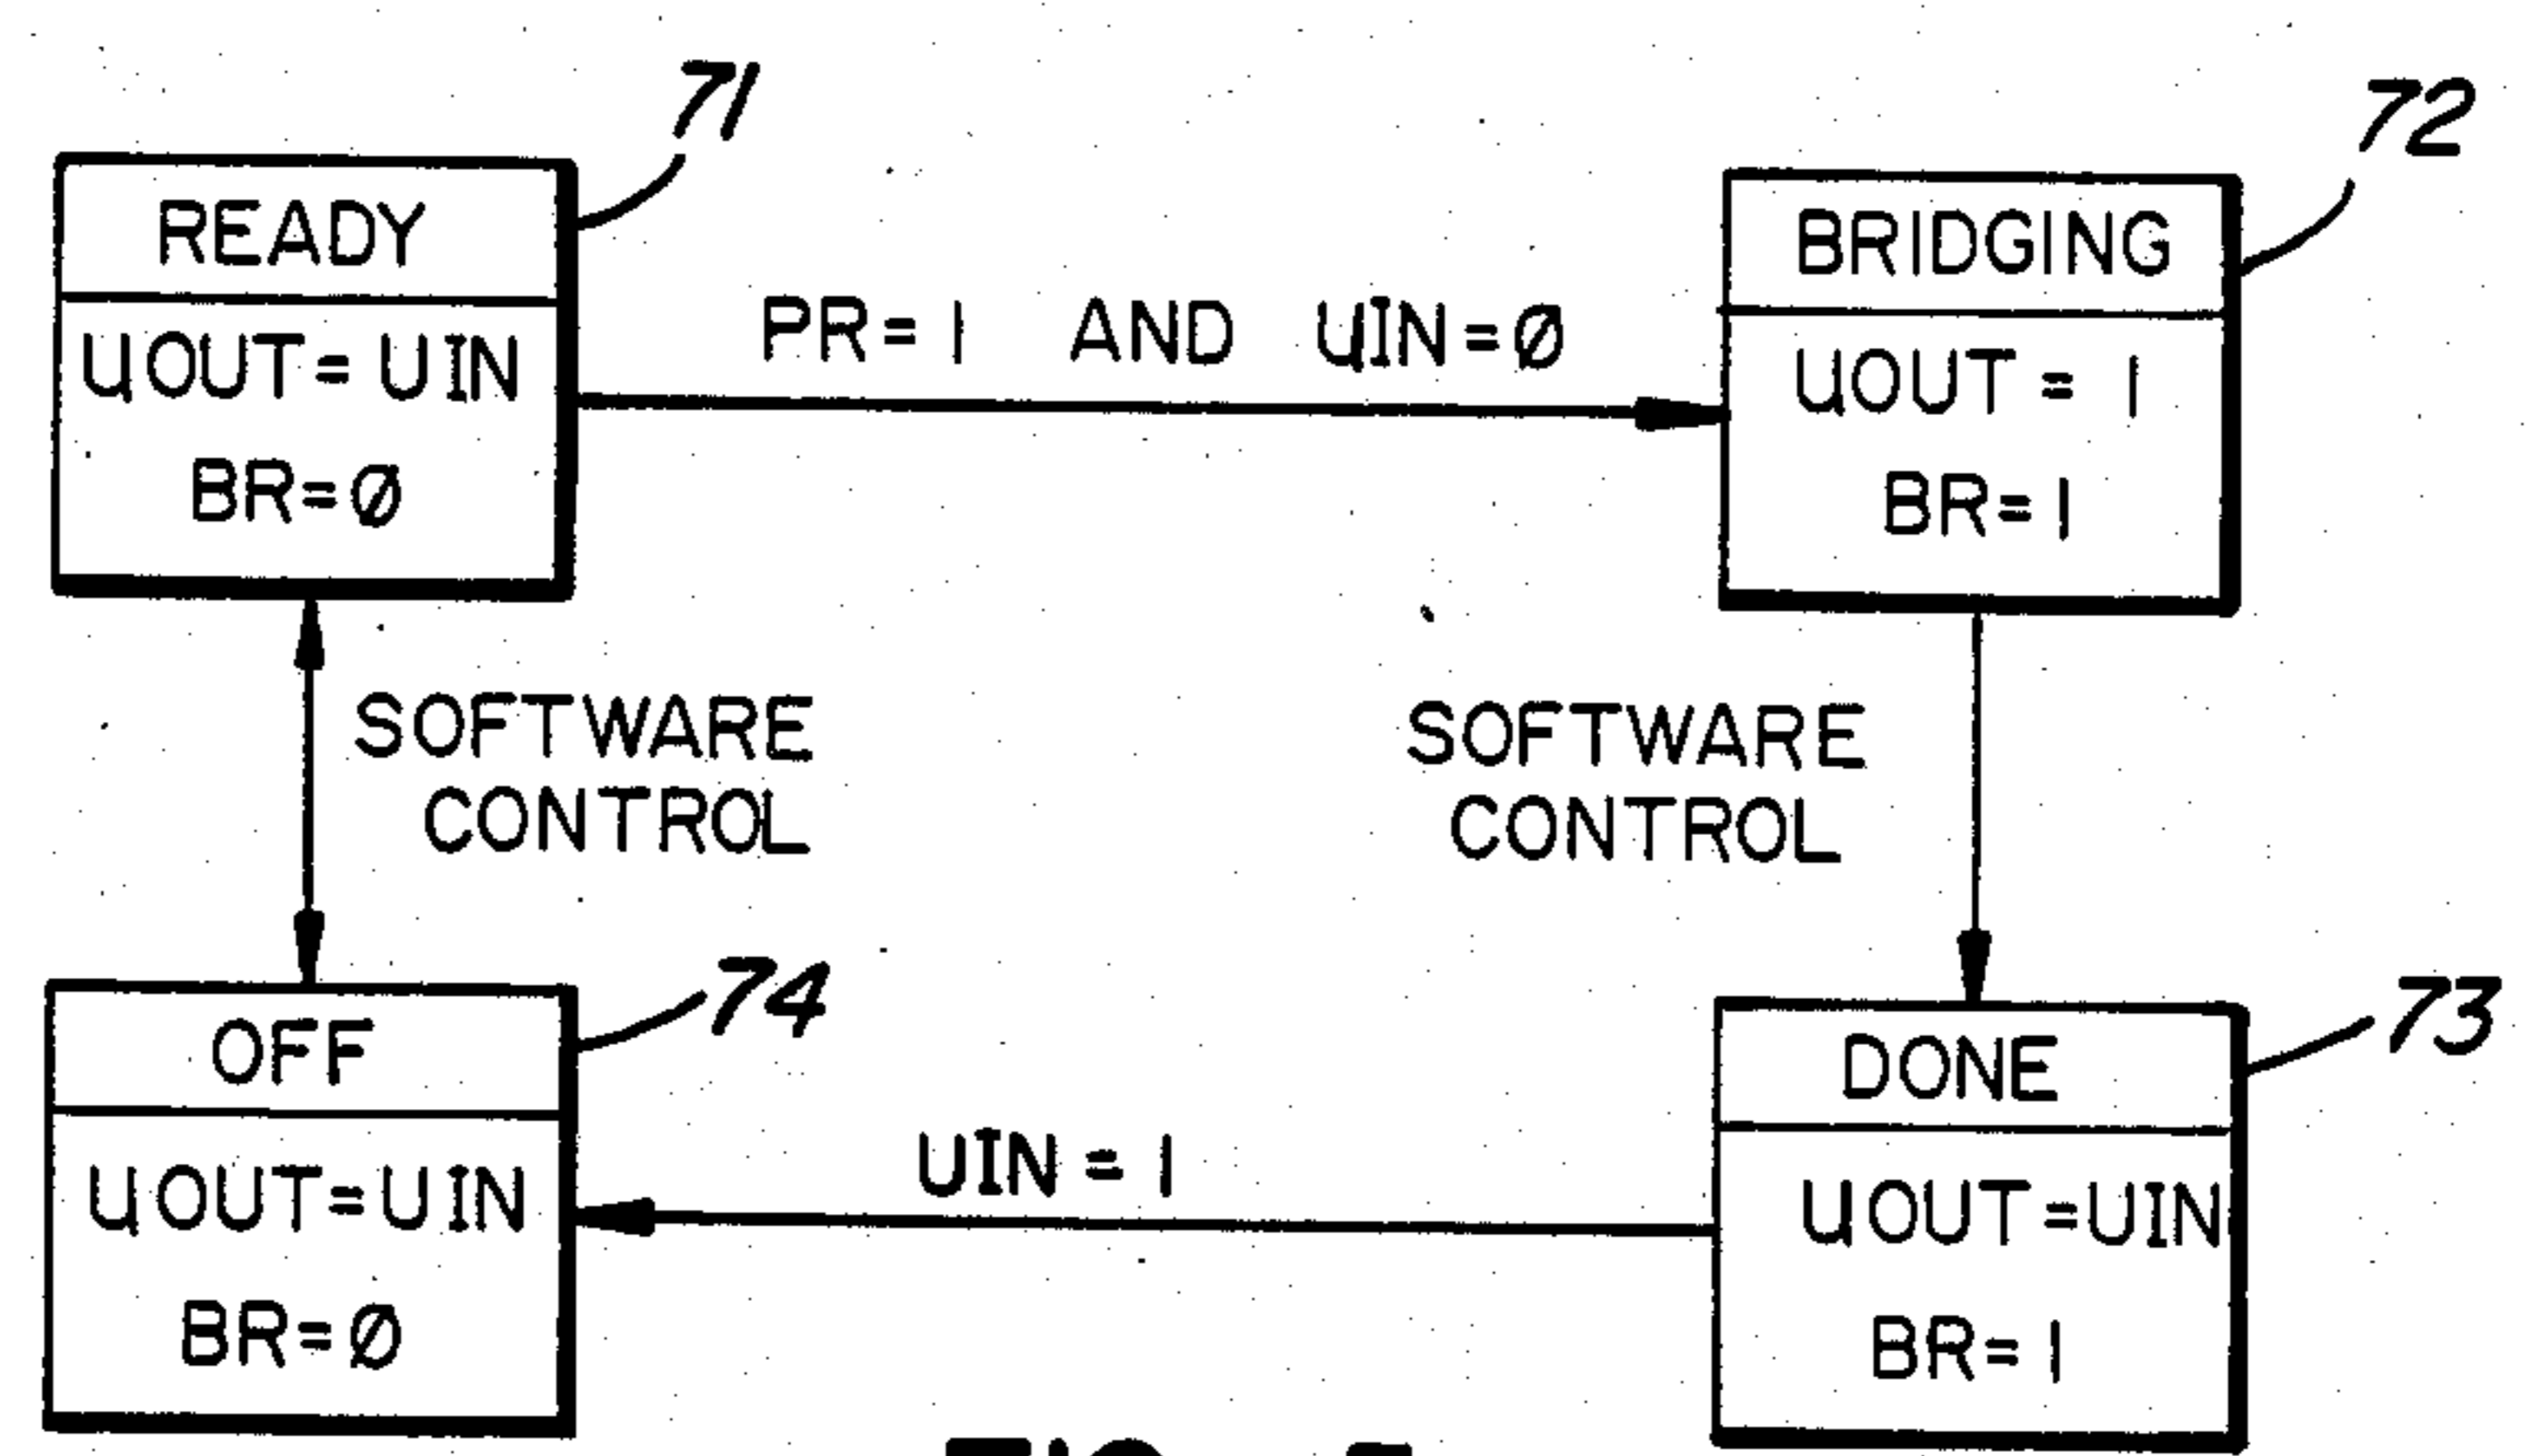 71
READY
UOUT = UIN
BR=Ø
PR= 1 AND UIN=Ø
72
BRIDGING
UOUT = 1
BR=1
SOFTWARE
CONTROL
SOFTWARE
CONTROL
74
OFF
UOUT=UIN
BR=Ø
UIN = 1
73
DONE
UOUT=UIN
BR= 1